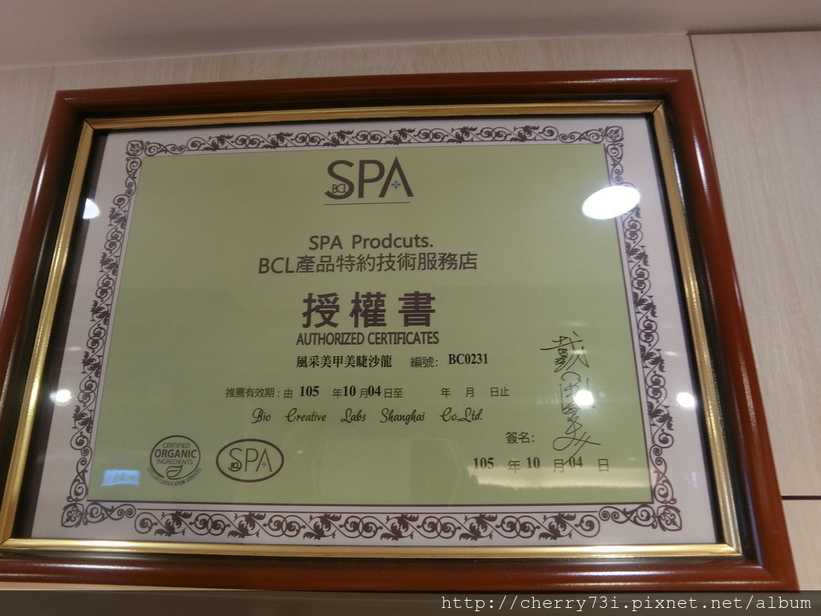 BCL SPA
SPA Prodcuts.
BCL產品特約技術服務店
授權書
AUTHORIZED CERTIFICATES
風采美甲美睫沙龍 編號: BC0231
推薦有效期：由 105 年10月04日至 年 月 日止
Bio Creative Labs Shanghai Co.,Ltd.
簽名:
105 年 10 月 04 日
CERTIFIED
ORGANIC
INGREDIENTS
BCL SPA
http://cherry73i.pixnet.net/album